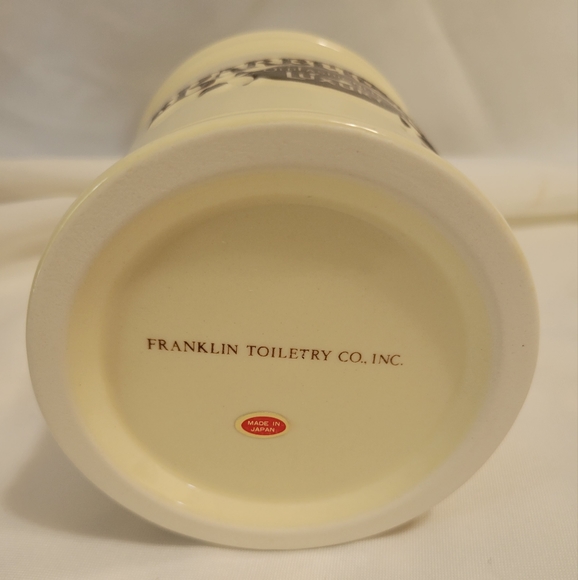 FRANKLIN TOILETRY CO., INC.
MADE IN
JAPAN